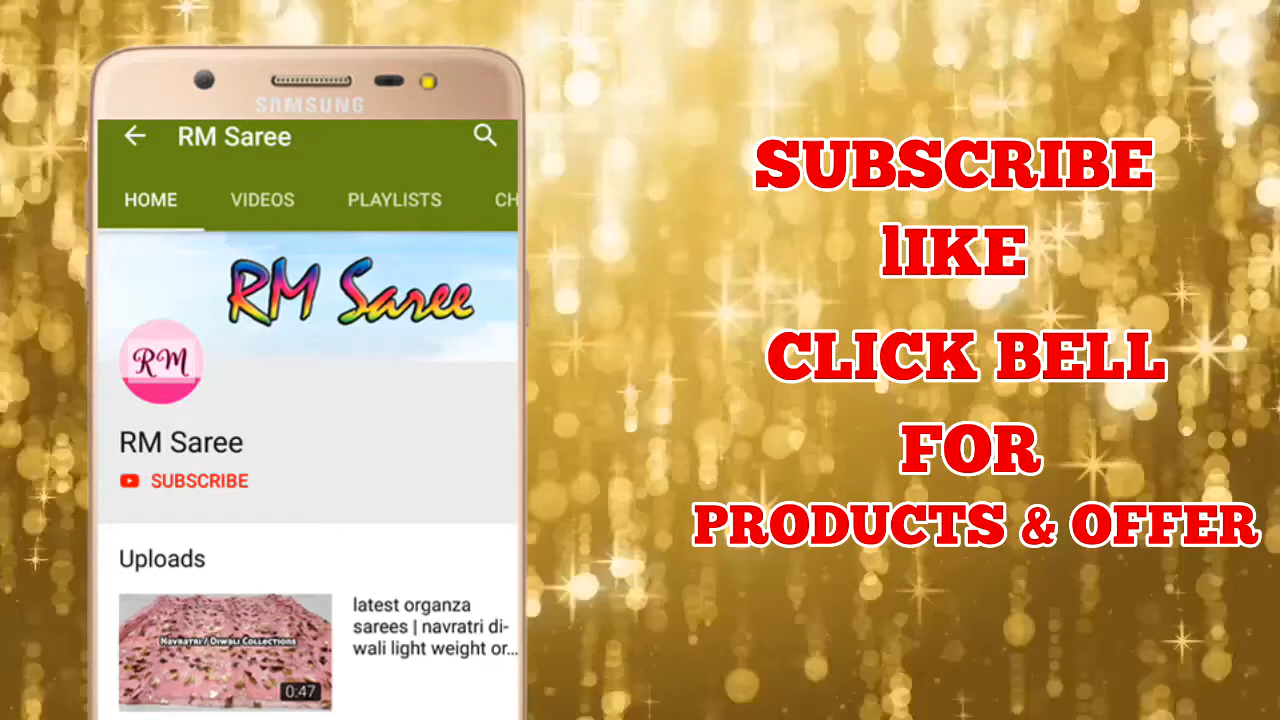 SAMSUNG
RM Saree
HOME VIDEOS PLAYLISTS CH
RM Saree
RM
RM Saree
SUBSCRIBE
Uploads
Navratri / Diwali Collections
0:47
latest organza
sarees | navratri di-
wali light weight or...
SUBSCRIBE
lIKE
CLICK BELL
FOR
PRODUCTS & OFFER